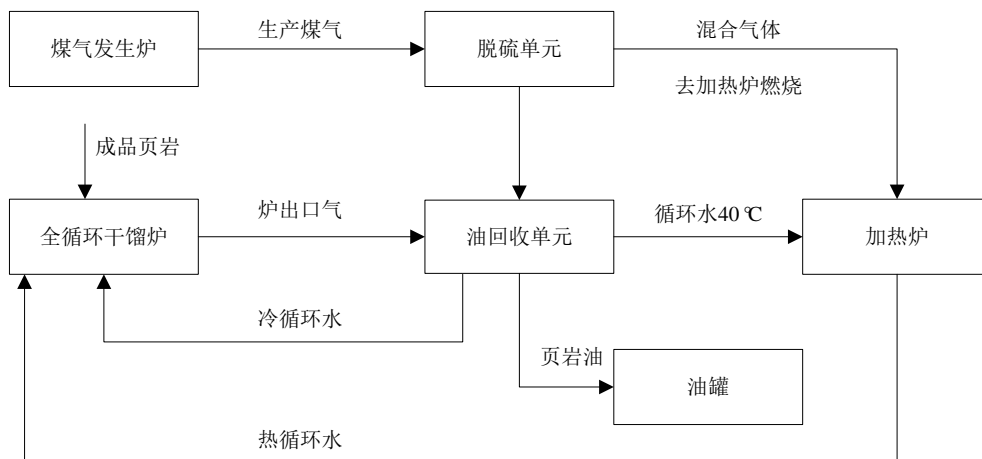 煤气发生炉
生产煤气
脱硫单元
混合气体
去加热炉燃烧
成品页岩
全循环干馏炉
炉出口气
油回收单元
循环水40℃
加热炉
冷循环水
页岩油
油罐
热循环水